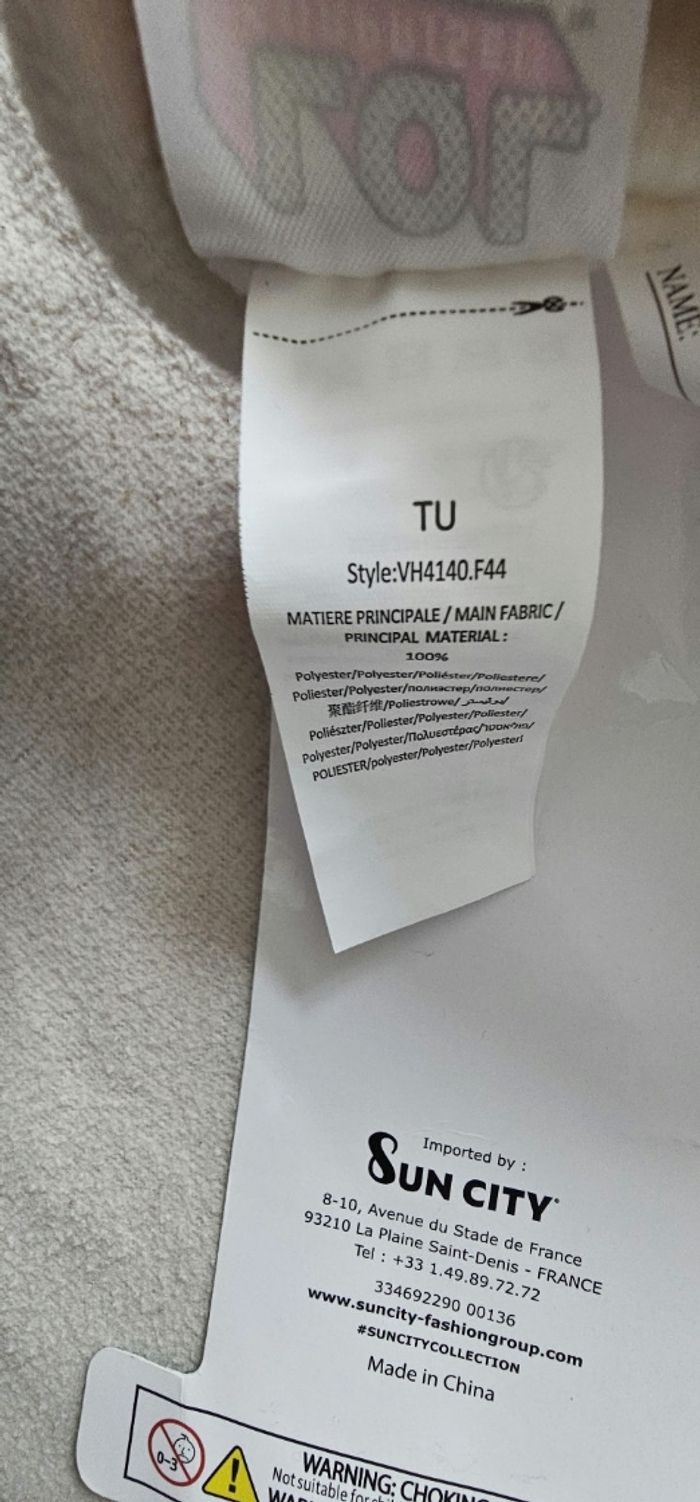 NAME:
TU
Style:VH4140.F44
MATIERE PRINCIPALE / MAIN FABRIC /
PRINCIPAL MATERIAL :
100%
Polyester/Polyester/Poliéster/Poliestere/
Poliester/Polyester/полиэстер/полиестер/
聚酯纤维/Poliestrowe/
Poliészter/Poliester/Polyester/Poliester/
Polyester/Polyester/Πολυεστέρας/פוליאסטר/
POLIESTER/polyester/Polyester/Polyesteri
Imported by :
SUN CITY
8-10, Avenue du Stade de France
93210 La Plaine Saint-Denis - FRANCE
Tel : +33 1.49.89.72.72
334692290 00136
www.suncity-fashiongroup.com
#SUNCITYCOLLECTION
Made in China
0-3
WARNING:
Not suitable for